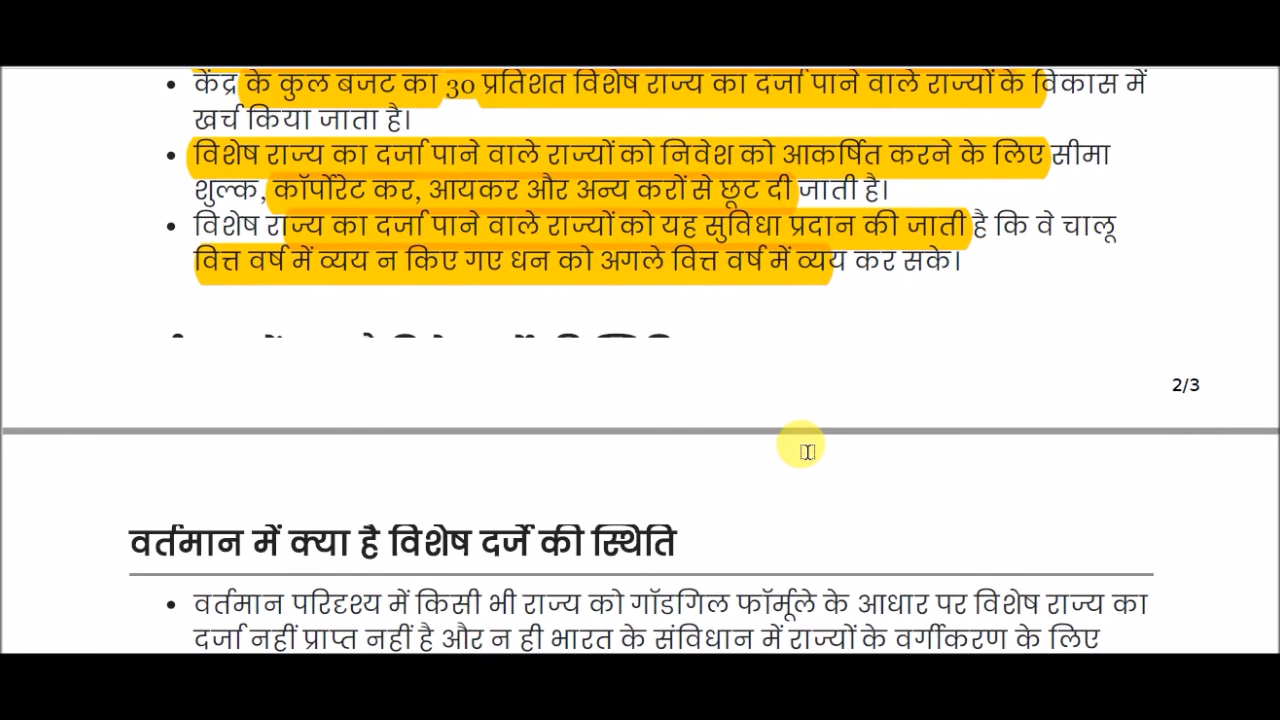 केंद्र के कुल बजट का 30 प्रतिशत विशेष राज्य का दर्जा पाने वाले राज्यों के विकास में
खर्च किया जाता है।
विशेष राज्य का दर्जा पाने वाले राज्यों को निवेश को आकर्षित करने के लिए सीमा
शुल्क, कॉर्पोरेट कर, आयकर और अन्य करों से छूट दी जाती है।
विशेष राज्य का दर्जा पाने वाले राज्यों को यह सुविधा प्रदान की जाती है कि वे चालू
वित्त वर्ष में व्यय न किए गए धन को अगले वित्त वर्ष में व्यय कर सके।
2/3
वर्तमान में क्या है विशेष दर्जे की स्थिति
वर्तमान परिदृश्य में किसी भी राज्य को गॉडगिल फॉर्मूले के आधार पर विशेष राज्य का
दर्जा नहीं प्राप्त नहीं है और न ही भारत के संविधान में राज्यों के वर्गीकरण के लिए